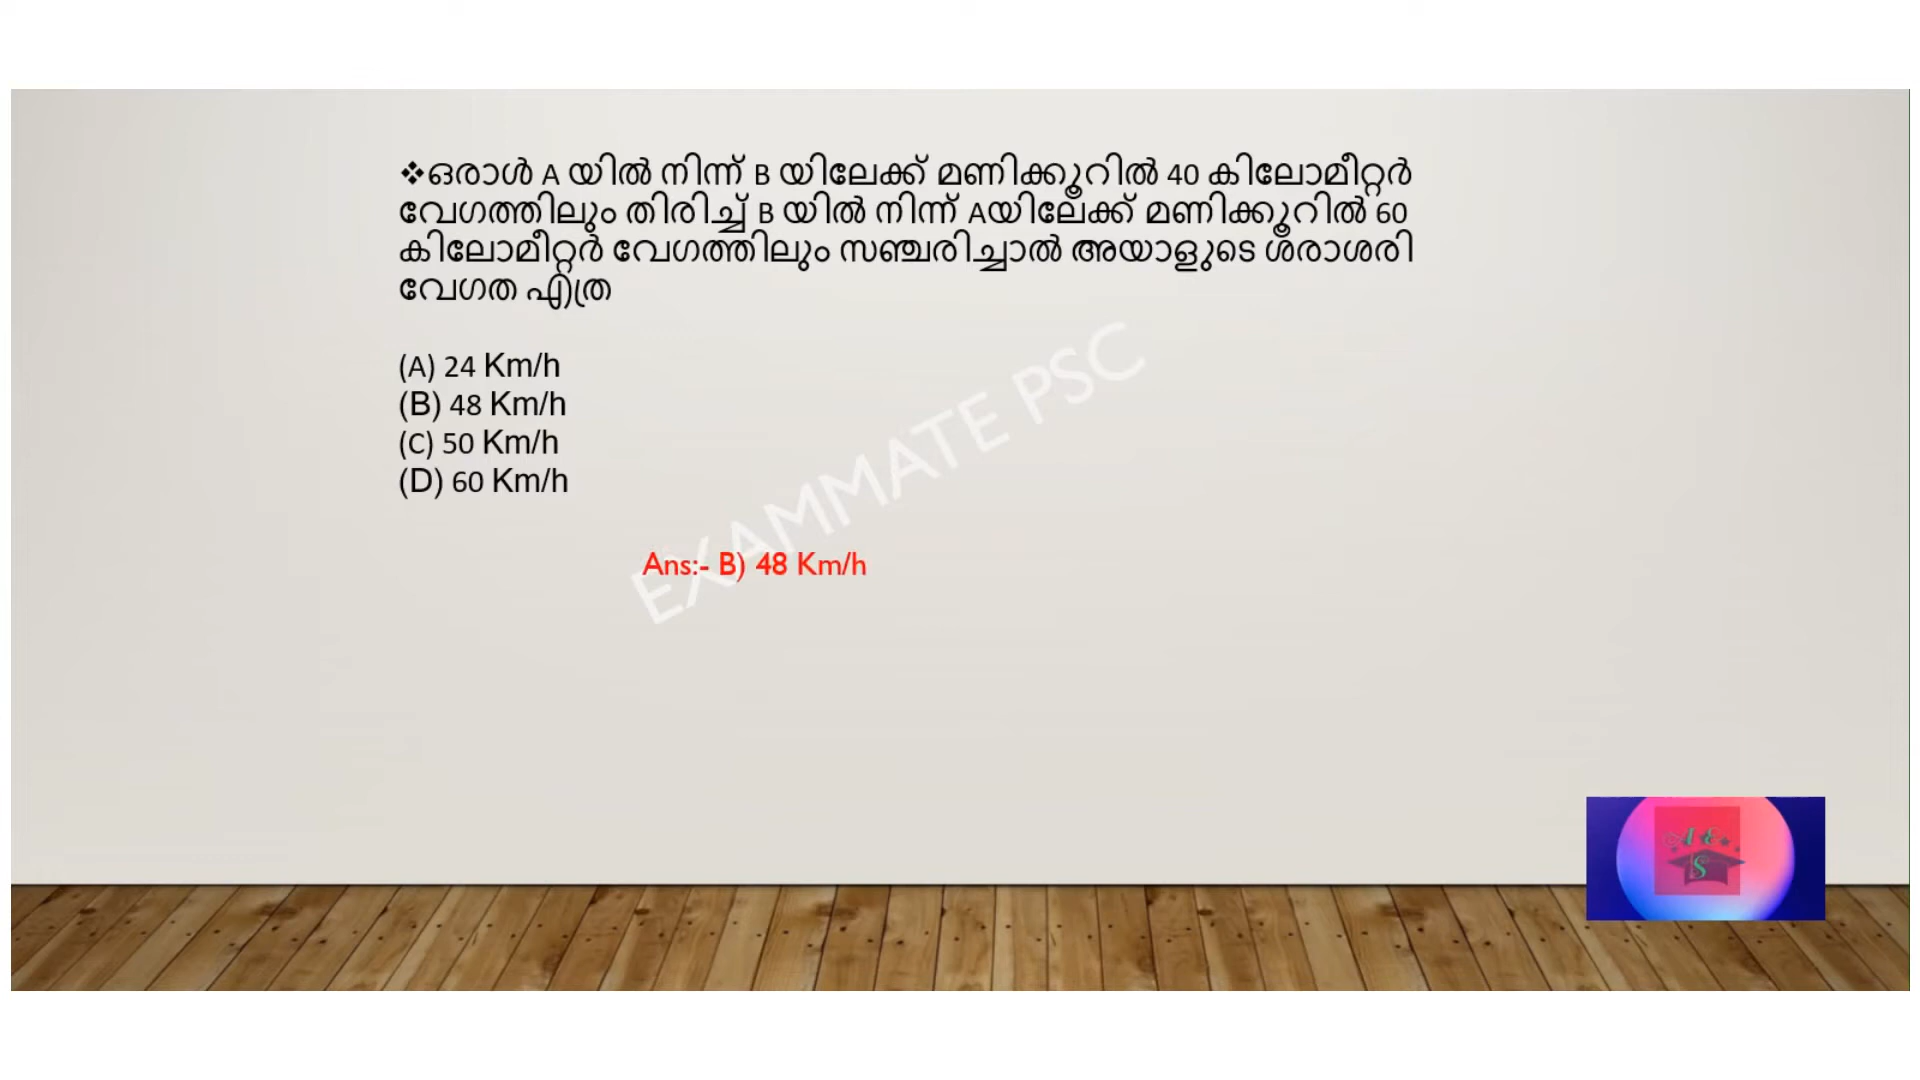 ❖ഒരാൾ A യിൽ നിന്ന് B യിലേക്ക് മണിക്കൂറിൽ 40 കിലോമീറ്റർ
വേഗത്തിലും തിരിച്ച് B യിൽ നിന്ന് Aയിലേക്ക് മണിക്കൂറിൽ 60
കിലോമീറ്റർ വേഗത്തിലും സഞ്ചരിച്ചാൽ അയാളുടെ ശരാശരി
വേഗത എത്ര
(A) 24 Km/h
(B) 48 Km/h
(C) 50 Km/h
(D) 60 Km/h
EXAMMATE PSC
Ans:- B) 48 Km/h
A E
S